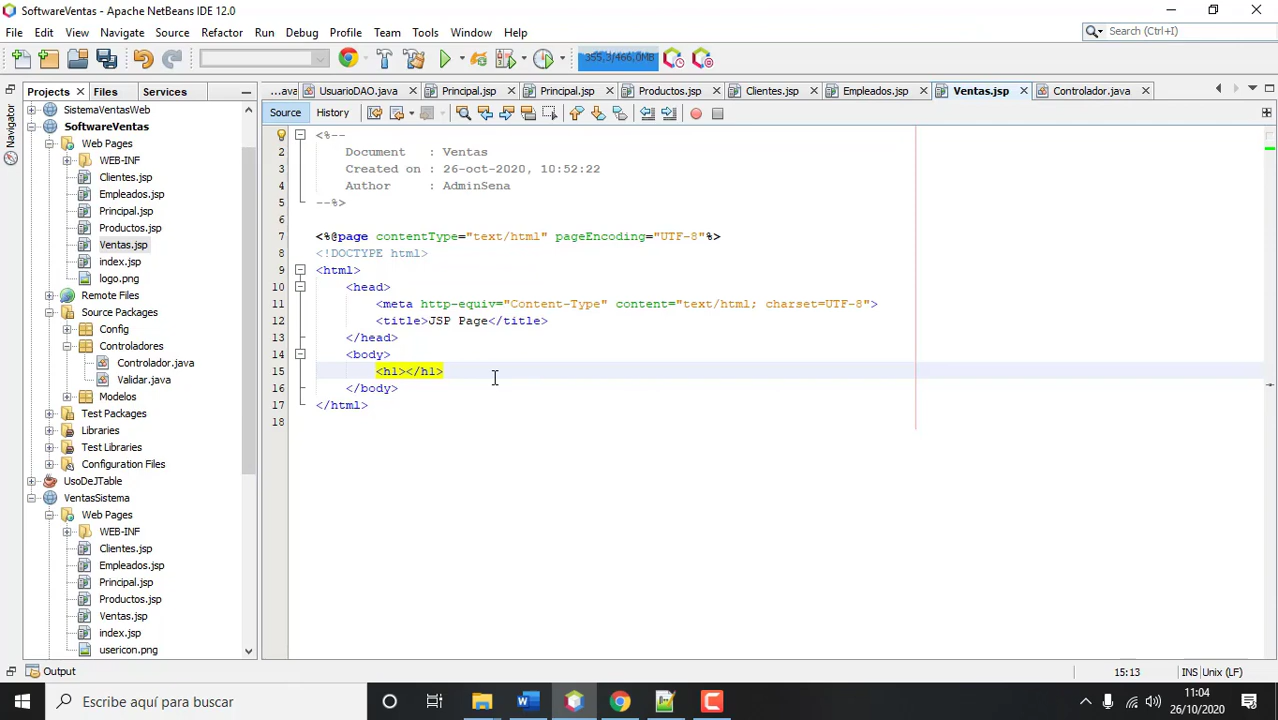 SoftwareVentas - Apache NetBeans IDE 12.0
File Edit View Navigate Source Refactor Run Debug Profile Team Tools Window Help
Search (Ctrl+I)
355,3/466,0MB
Projects Files Services
...ava UsuarioDAO.java Principal.jsp Principal.jsp Productos.jsp Clientes.jsp Empleados.jsp Ventas.jsp Controlador.java
Source History
Navigator
SistemaVentasWeb
SoftwareVentas
Web Pages
WEB-INF
Clientes.jsp
Empleados.jsp
Principal.jsp
Productos.jsp
Ventas.jsp
index.jsp
logo.png
Remote Files
Source Packages
Config
Controladores
Controlador.java
Validar.java
Modelos
Test Packages
Libraries
Test Libraries
Configuration Files
UsoDeJTable
VentasSistema
Web Pages
WEB-INF
Clientes.jsp
Empleados.jsp
Principal.jsp
Productos.jsp
Ventas.jsp
index.jsp
usericon.png
<%--
2 Document : Ventas
3 Created on : 26-oct-2020, 10:52:22
4 Author : AdminSena
5 --%>
6
7 <%@page contentType="text/html" pageEncoding="UTF-8"%>
8 <!DOCTYPE html>
9 <html>
10 <head>
11 <meta http-equiv="Content-Type" content="text/html; charset=UTF-8">
12 <title>JSP Page</title>
13 </head>
14 <body>
15 <h1></h1>
16 </body>
17 </html>
18
Output
15:13 INS Unix (LF)
Escribe aquí para buscar
11:04
26/10/2020